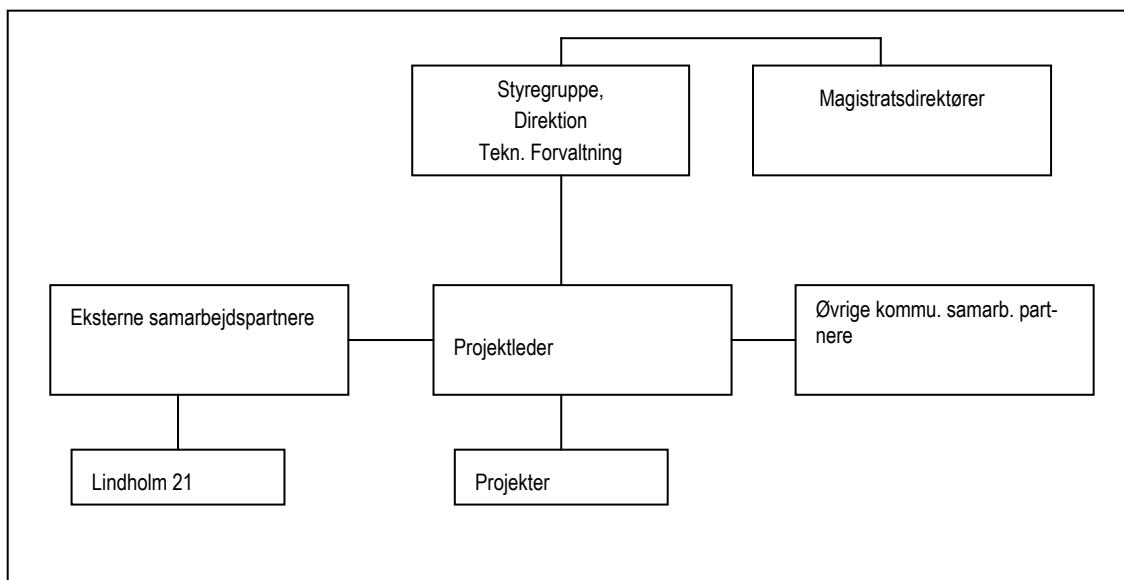 Styregruppe,
Direktion
Tekn. Forvaltning
Magistratsdirektører
Eksterne samarbejdspartnere
Projektleder
Øvrige kommu. samarb. part-
nere
Lindholm 21
Projekter